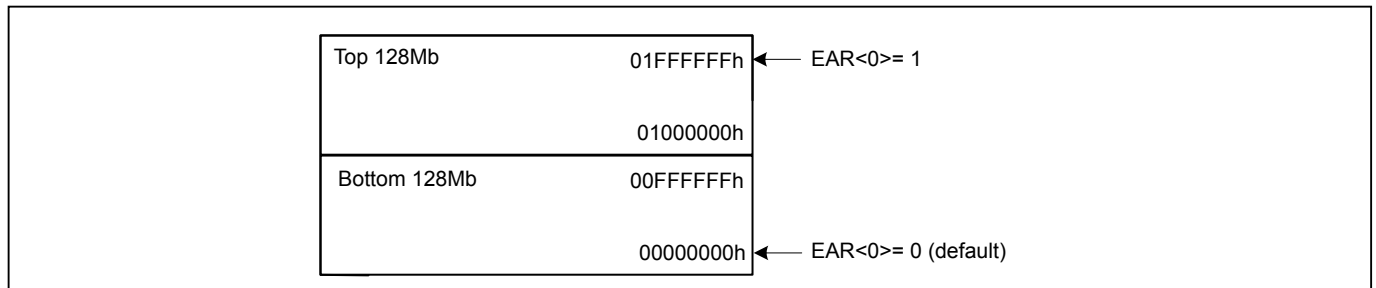 Top 128Mb 01FFFFFFh EAR<0>= 1
01000000h
Bottom 128Mb 00FFFFFFh
00000000h EAR<0>= 0 (default)